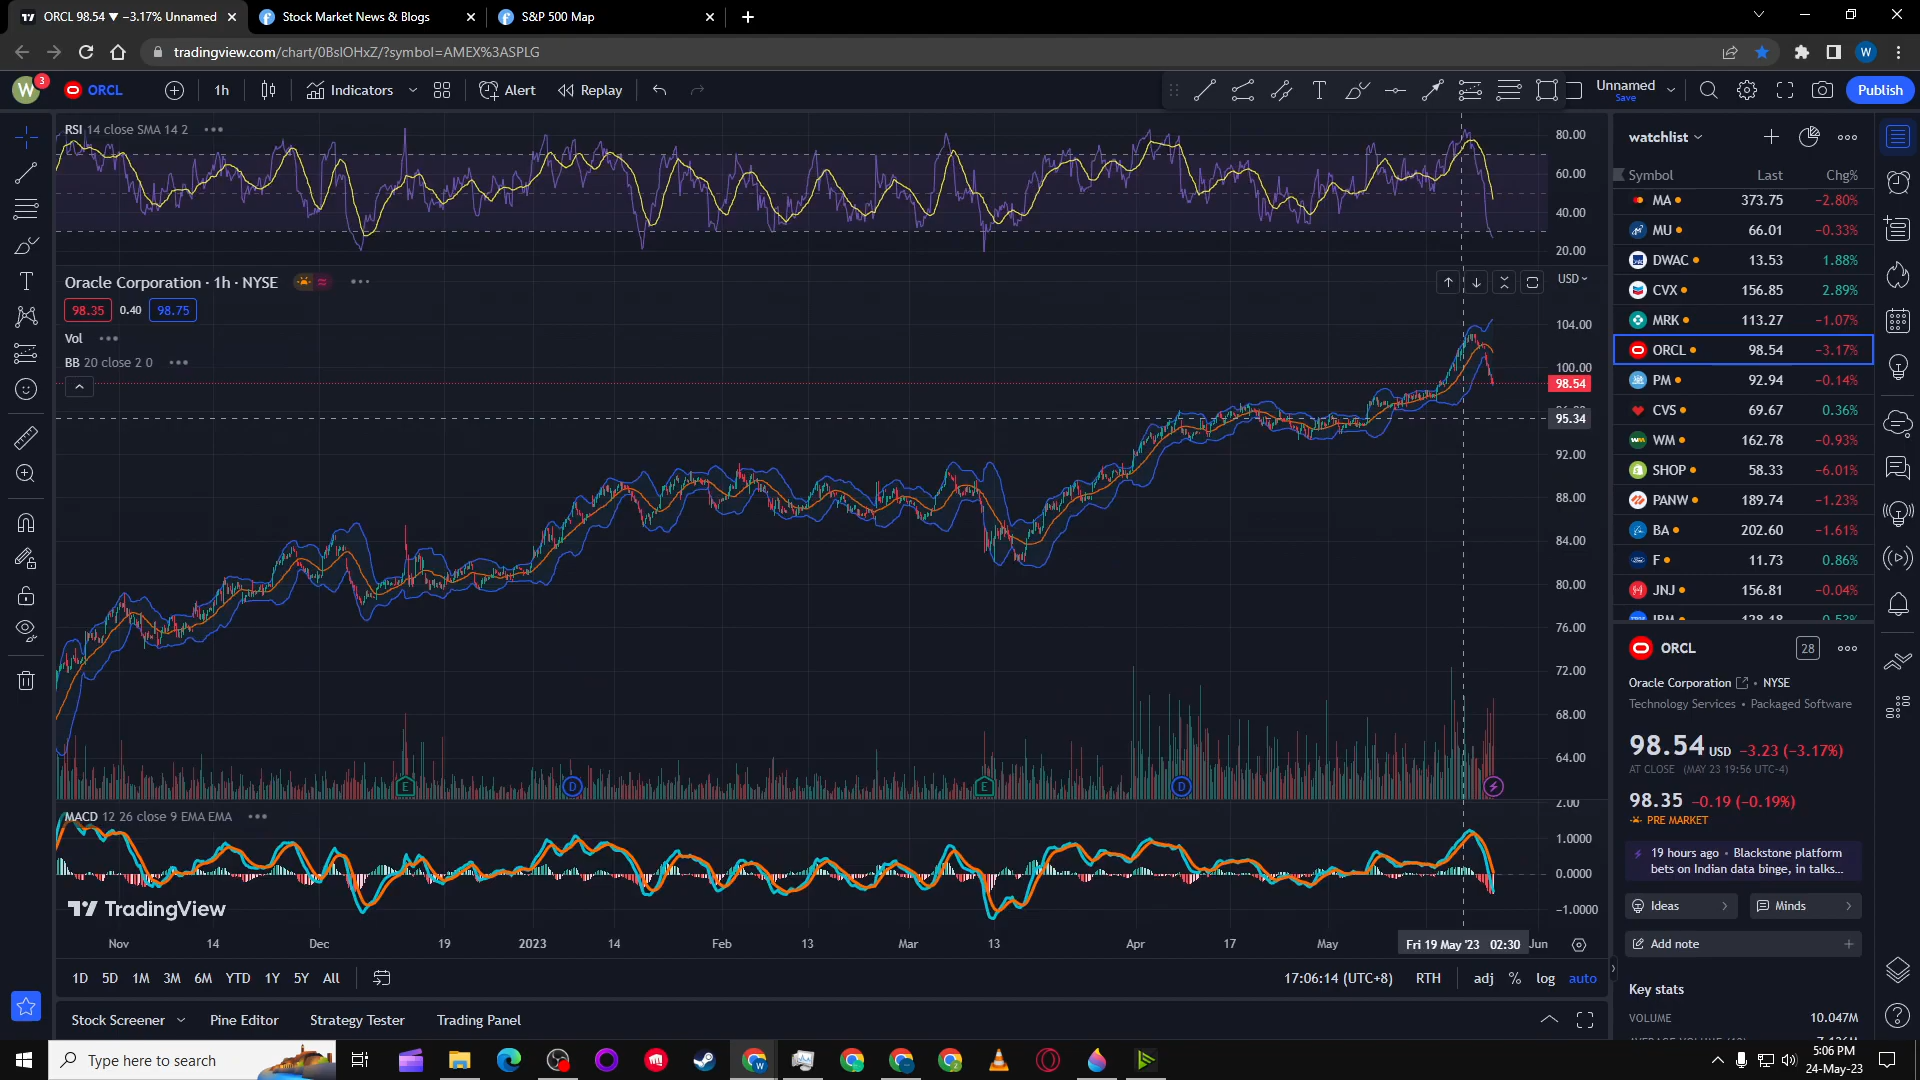 ORCL 98.54 ▼ −3.17% Unnamed
Stock Market News & Blogs
S&P 500 Map
tradingview.com/chart/0BslOHxZ/?symbol=AMEX%3ASPLG
W
W 3
ORCL
1h
Indicators
Alert
Replay
Unnamed
Save
Publish
RSI 14 close SMA 14 2
80.00
60.00
40.00
20.00
Oracle Corporation · 1h · NYSE
USD
98.35 0.40 98.75
Vol
BB 20 close 2 0
104.00
100.00
98.54
95.34
92.00
88.00
84.00
80.00
76.00
72.00
68.00
64.00
E D E D
MACD 12 26 close 9 EMA EMA
2.00
1.0000
0.0000
−1.0000
TradingView
Nov 14 Dec 19 2023 14 Feb 13 Mar 13 Apr 17 May Fri 19 May '23 02:30 Jun
1D 5D 1M 3M 6M YTD 1Y 5Y All
17:06:14 (UTC+8) RTH adj % log auto
Stock Screener Pine Editor Strategy Tester Trading Panel
watchlist
Symbol Last Chg%
MA 373.75 −2.80%
MU 66.01 −0.33%
DWAC 13.53 1.88%
CVX 156.85 2.89%
MRK 113.27 −1.07%
ORCL 98.54 −3.17%
PM 92.94 −0.14%
CVS 69.67 0.36%
WM 162.78 −0.93%
SHOP 58.33 −6.01%
PANW 189.74 −1.23%
BA 202.60 −1.61%
F 11.73 0.86%
JNJ 156.81 −0.04%
IBM 128.18 0.53%
ORCL 28
Oracle Corporation • NYSE
Technology Services • Packaged Software
98.54 USD −3.23 (−3.17%)
AT CLOSE (MAY 23 19:56 UTC-4)
98.35 −0.19 (−0.19%)
PRE MARKET
19 hours ago • Blackstone platform
bets on Indian data binge, in talks...
Ideas
Minds
Add note
Key stats
VOLUME 10.047M
Type here to search
5:06 PM
24-May-23